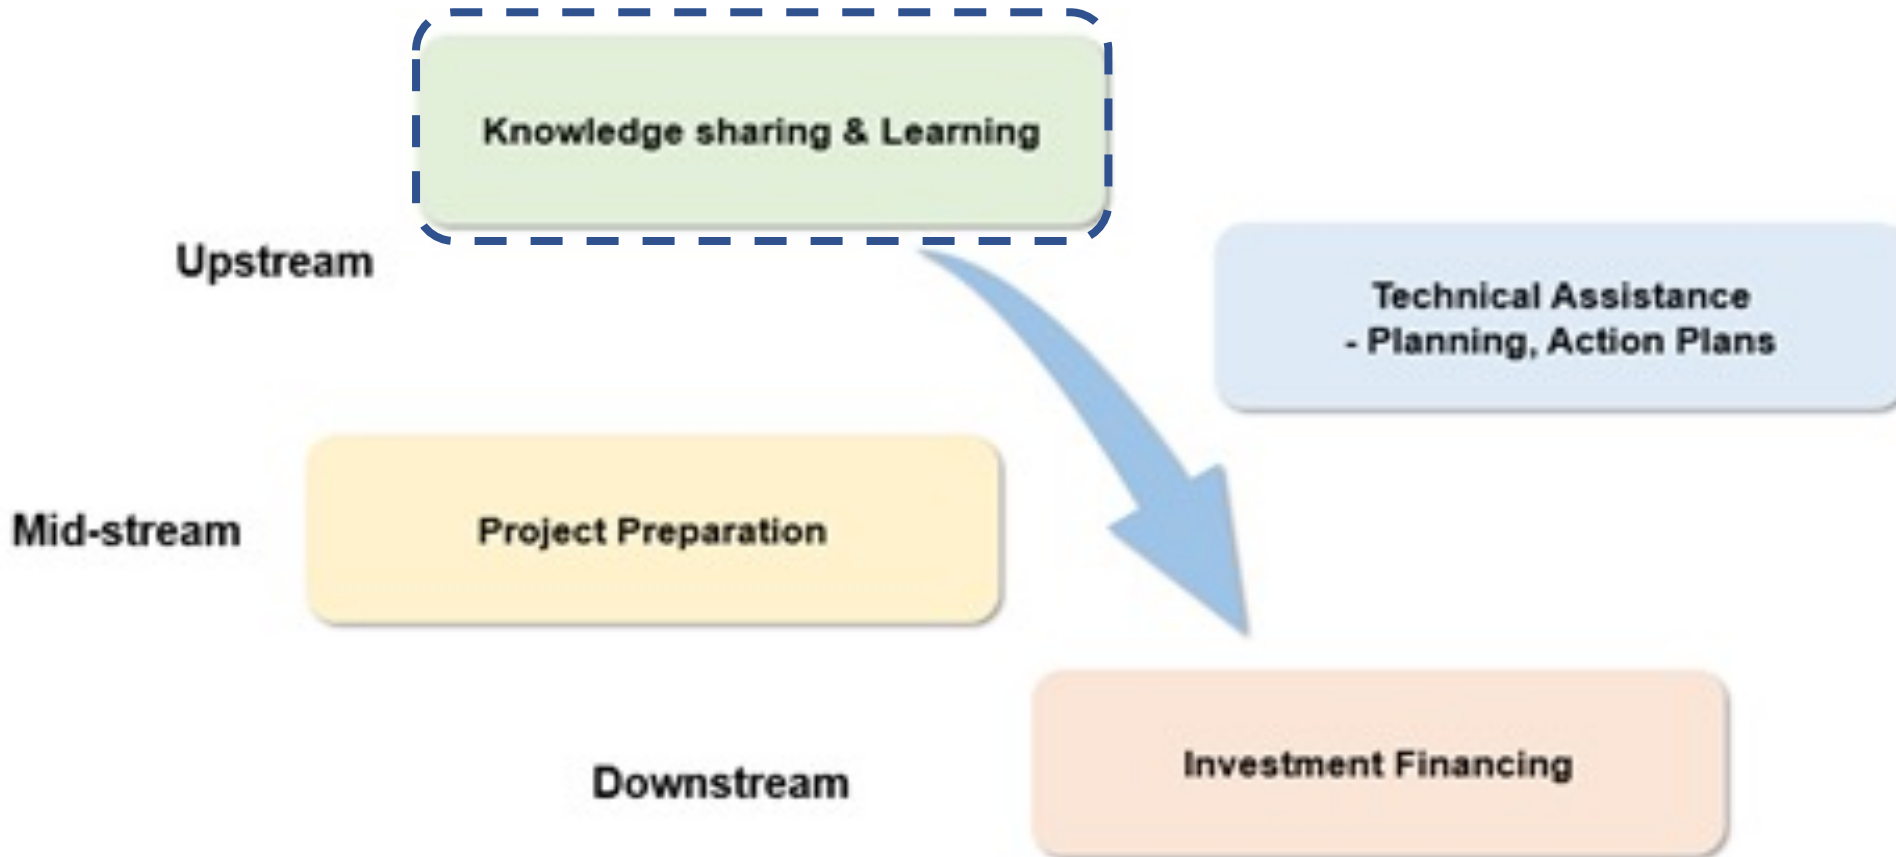 Knowledge sharing & Learning
Upstream
Technical Assistance
- Planning, Action Plans
Mid-stream
Project Preparation
Downstream
Investment Financing